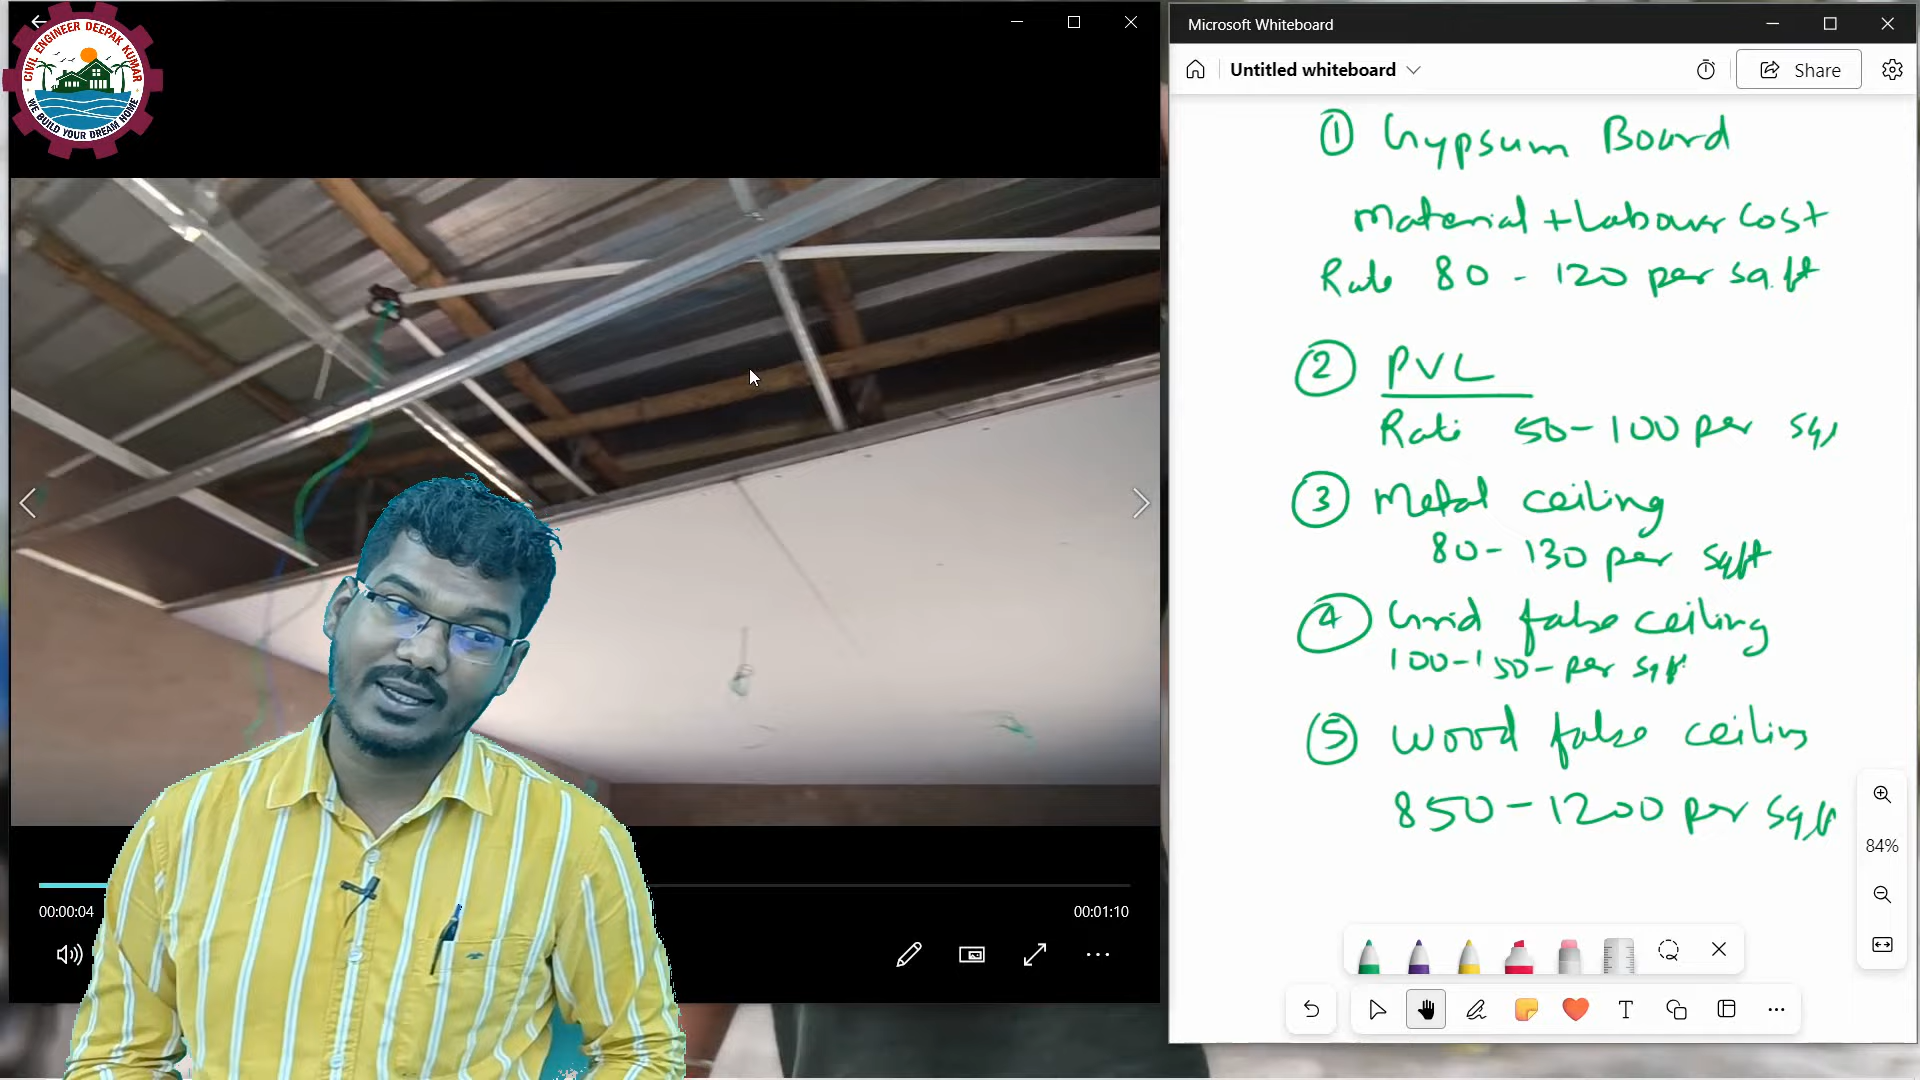 CIVIL ENGINEER DEEPAK KUMAR
WE BUILD YOUR DREAM HOME
00:00:04
00:01:10
Microsoft Whiteboard
Untitled whiteboard
Share
① Gypsum Board
Material + Labour Cost
Rate 80 - 120 per sq.ft
② PVC
Rate 50 - 100 per sq
③ Metal ceiling
80 - 130 per sqft
④ Grid false ceiling
100 - 150 - per sqft
⑤ Wood false ceiling
850 - 1200 per sqft
84%
T